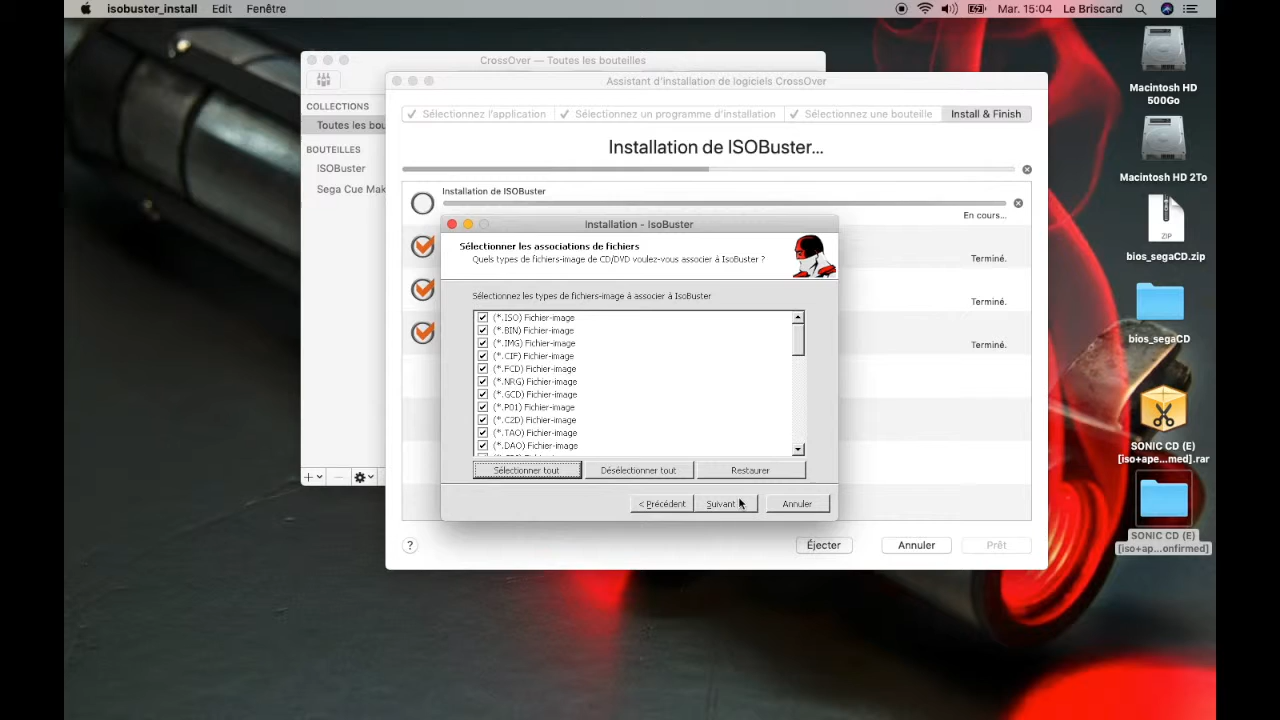 isobuster_install Edit Fenêtre
Mar. 15:04 Le Briscard
CrossOver — Toutes les bouteilles
COLLECTIONS
Toutes les bou
BOUTEILLES
ISOBuster
Sega Cue Mak
Assistant d'installation de logiciels CrossOver
✓ Sélectionnez l'application ✓ Sélectionnez un programme d'installation ✓ Sélectionnez une bouteille Install & Finish
Installation de ISOBuster...
Installation de ISOBuster
En cours...
Terminé.
Terminé.
Terminé.
Installation - IsoBuster
Sélectionner les associations de fichiers
Quels types de fichiers-image de CD/DVD voulez-vous associer à IsoBuster ?
Sélectionnez les types de fichiers-image à associer à IsoBuster
(*.ISO) Fichier-image
(*.BIN) Fichier-image
(*.IMG) Fichier-image
(*.CIF) Fichier-image
(*.FCD) Fichier-image
(*.NRG) Fichier-image
(*.GCD) Fichier-image
(*.P01) Fichier-image
(*.C2D) Fichier-image
(*.TAO) Fichier-image
(*.DAO) Fichier-image
Sélectionner tout Désélectionner tout Restaurer
< Précédent Suivant Annuler
? Éjecter Annuler Prêt
Macintosh HD
500Go
Macintosh HD 2To
ZIP
bios_segaCD.zip
bios_segaCD
SONIC CD (E)
[iso+ape...med].rar
SONIC CD (E)
[iso+ap...onfirmed]